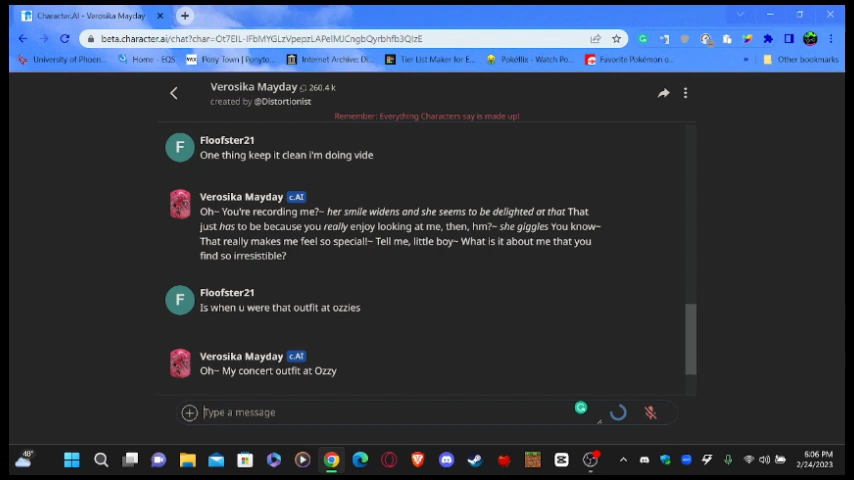 Character.AI - Verosika Mayday
beta.character.ai/chat?char=
University of Phoen...
Home - EQS
Pony Town | Ponyto...
Internet Archive: Di...
Tier List Maker for E...
Pokéflix - Watch Po...
Favorite Pokémon o...
Other bookmarks
Verosika Mayday 260.4 k
created by @Distortionist
Remember: Everything Characters say is made up!
Floofster21
One thing keep it clean i'm doing vide
Verosika Mayday c.AI
Oh~ You're recording me?~ her smile widens and she seems to be delighted at that That
just has to be because you really enjoy looking at me, then, hm?~ she giggles You know~
That really makes me feel so special!~ Tell me, little boy~ What is it about me that you
find so irresistible?
Floofster21
Is when u were that outfit at ozzies
Verosika Mayday c.AI
Oh~ My concert outfit at Ozzy
Type a message
48°
6:06 PM
2/24/2023